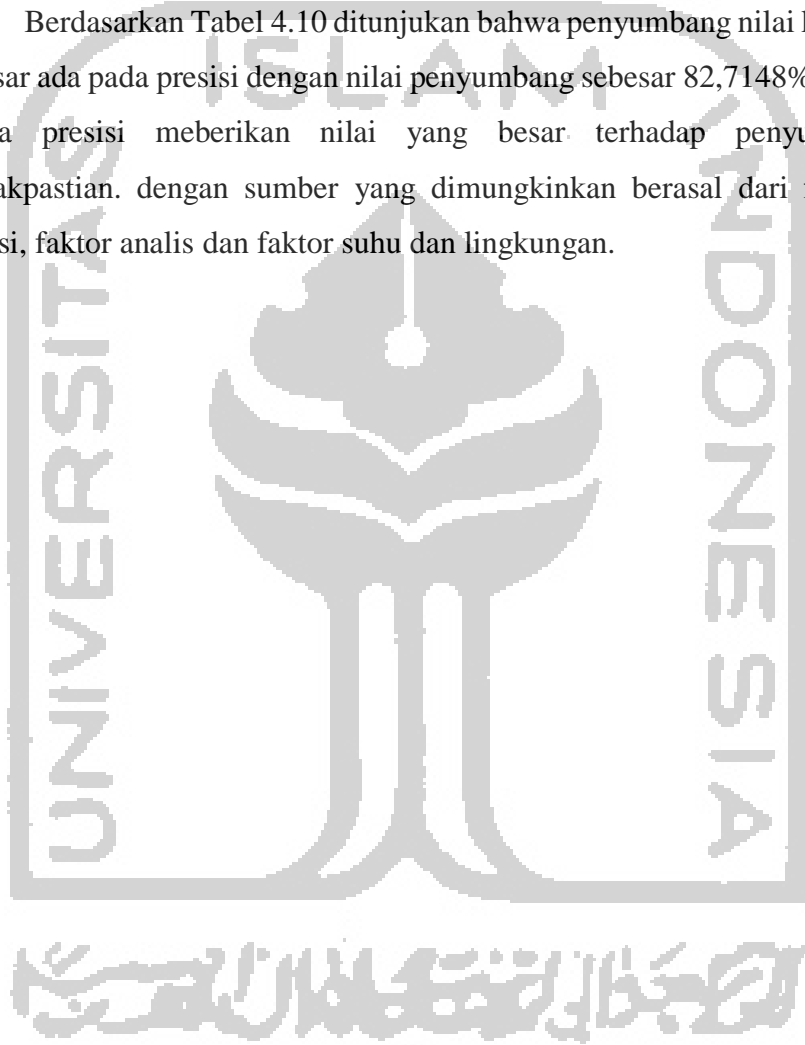 Berdasarkan Tabel 4.10 ditunjukan bahwa penyumbang nilai
sar ada pada presisi dengan nilai penyumbang sebesar 82,7148%
a presisi meberikan nilai yang besar terhadap penyu
akpastian. dengan sumber yang dimungkinkan berasal dari
si, faktor analis dan faktor suhu dan lingkungan.
ISLAM
UNIVERSITAS
INDONESIA